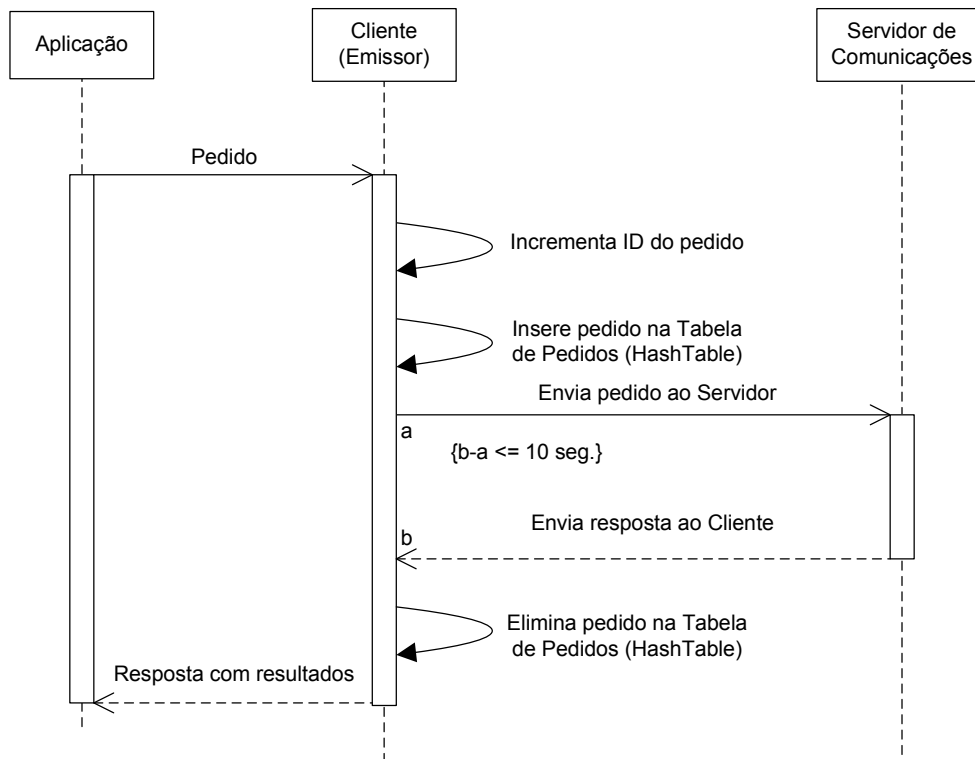 Aplicação
Cliente
(Emissor)
Servidor de
Comunicações
Pedido
Incrementa ID do pedido
Insere pedido na Tabela
de Pedidos (HashTable)
Envia pedido ao Servidor
a
{b-a <= 10 seg.}
Envia resposta ao Cliente
b
Elimina pedido na Tabela
de Pedidos (HashTable)
Resposta com resultados